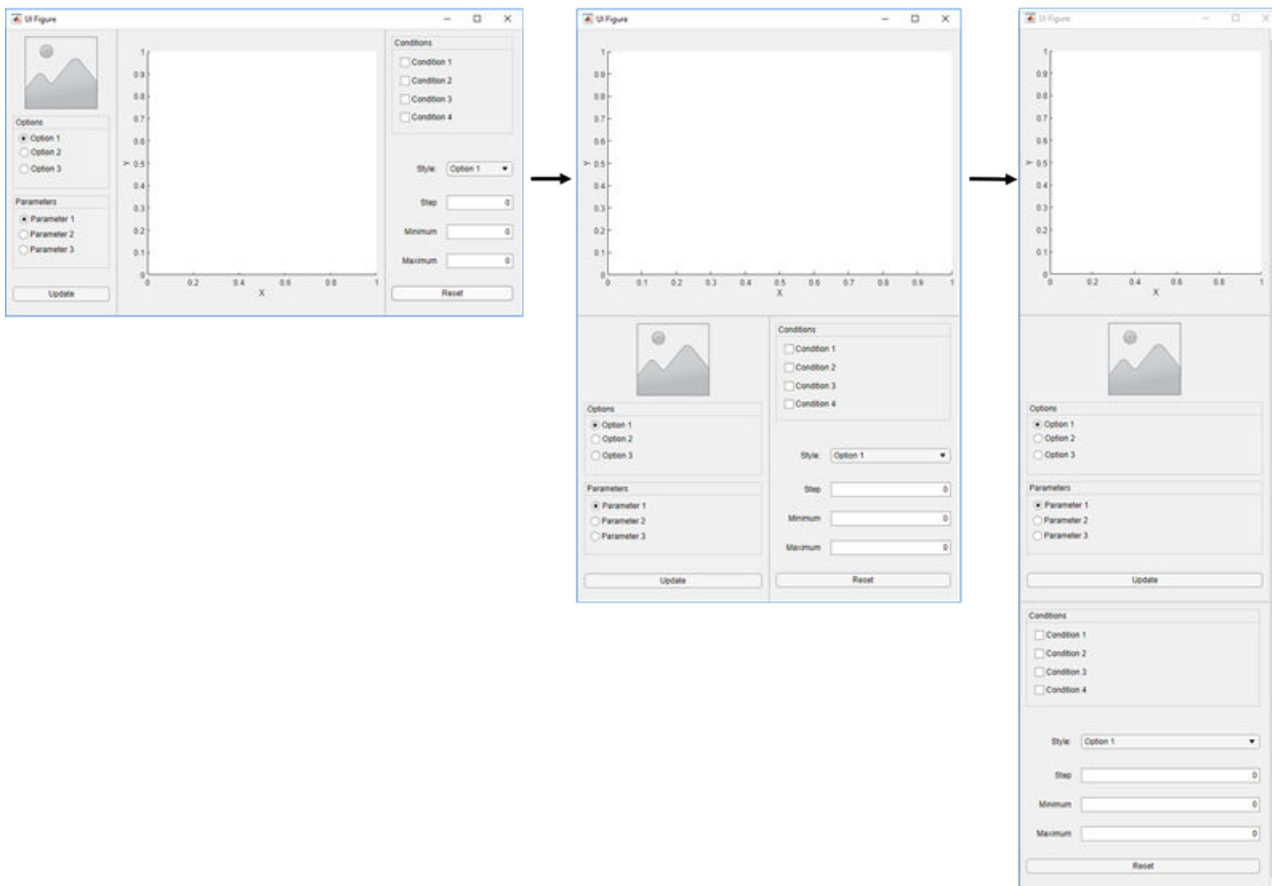 UI Figure
Options
Option 1
Option 2
Option 3
Parameters
Parameter 1
Parameter 2
Parameter 3
Update
1
0.9
0.8
0.7
0.6
Y 0.5
0.4
0.3
0.2
0.1
0
0 0.2 0.4 0.6 0.8 1
X
Conditions
Condition 1
Condition 2
Condition 3
Condition 4
Style: Option 1
Step 0
Minimum 0
Maximum 0
Reset
UI Figure
1
0.9
0.8
0.7
0.6
Y 0.5
0.4
0.3
0.2
0.1
0
0 0.1 0.2 0.3 0.4 0.5 0.6 0.7 0.8 0.9 1
X
Options
Option 1
Option 2
Option 3
Parameters
Parameter 1
Parameter 2
Parameter 3
Update
Conditions
Condition 1
Condition 2
Condition 3
Condition 4
Style: Option 1
Step 0
Minimum 0
Maximum 0
Reset
UI Figure
1
0.9
0.8
0.7
0.6
Y 0.5
0.4
0.3
0.2
0.1
0
0 0.2 0.4 0.6 0.8 1
X
Options
Option 1
Option 2
Option 3
Parameters
Parameter 1
Parameter 2
Parameter 3
Update
Conditions
Condition 1
Condition 2
Condition 3
Condition 4
Style: Option 1
Step 0
Minimum 0
Maximum 0
Reset